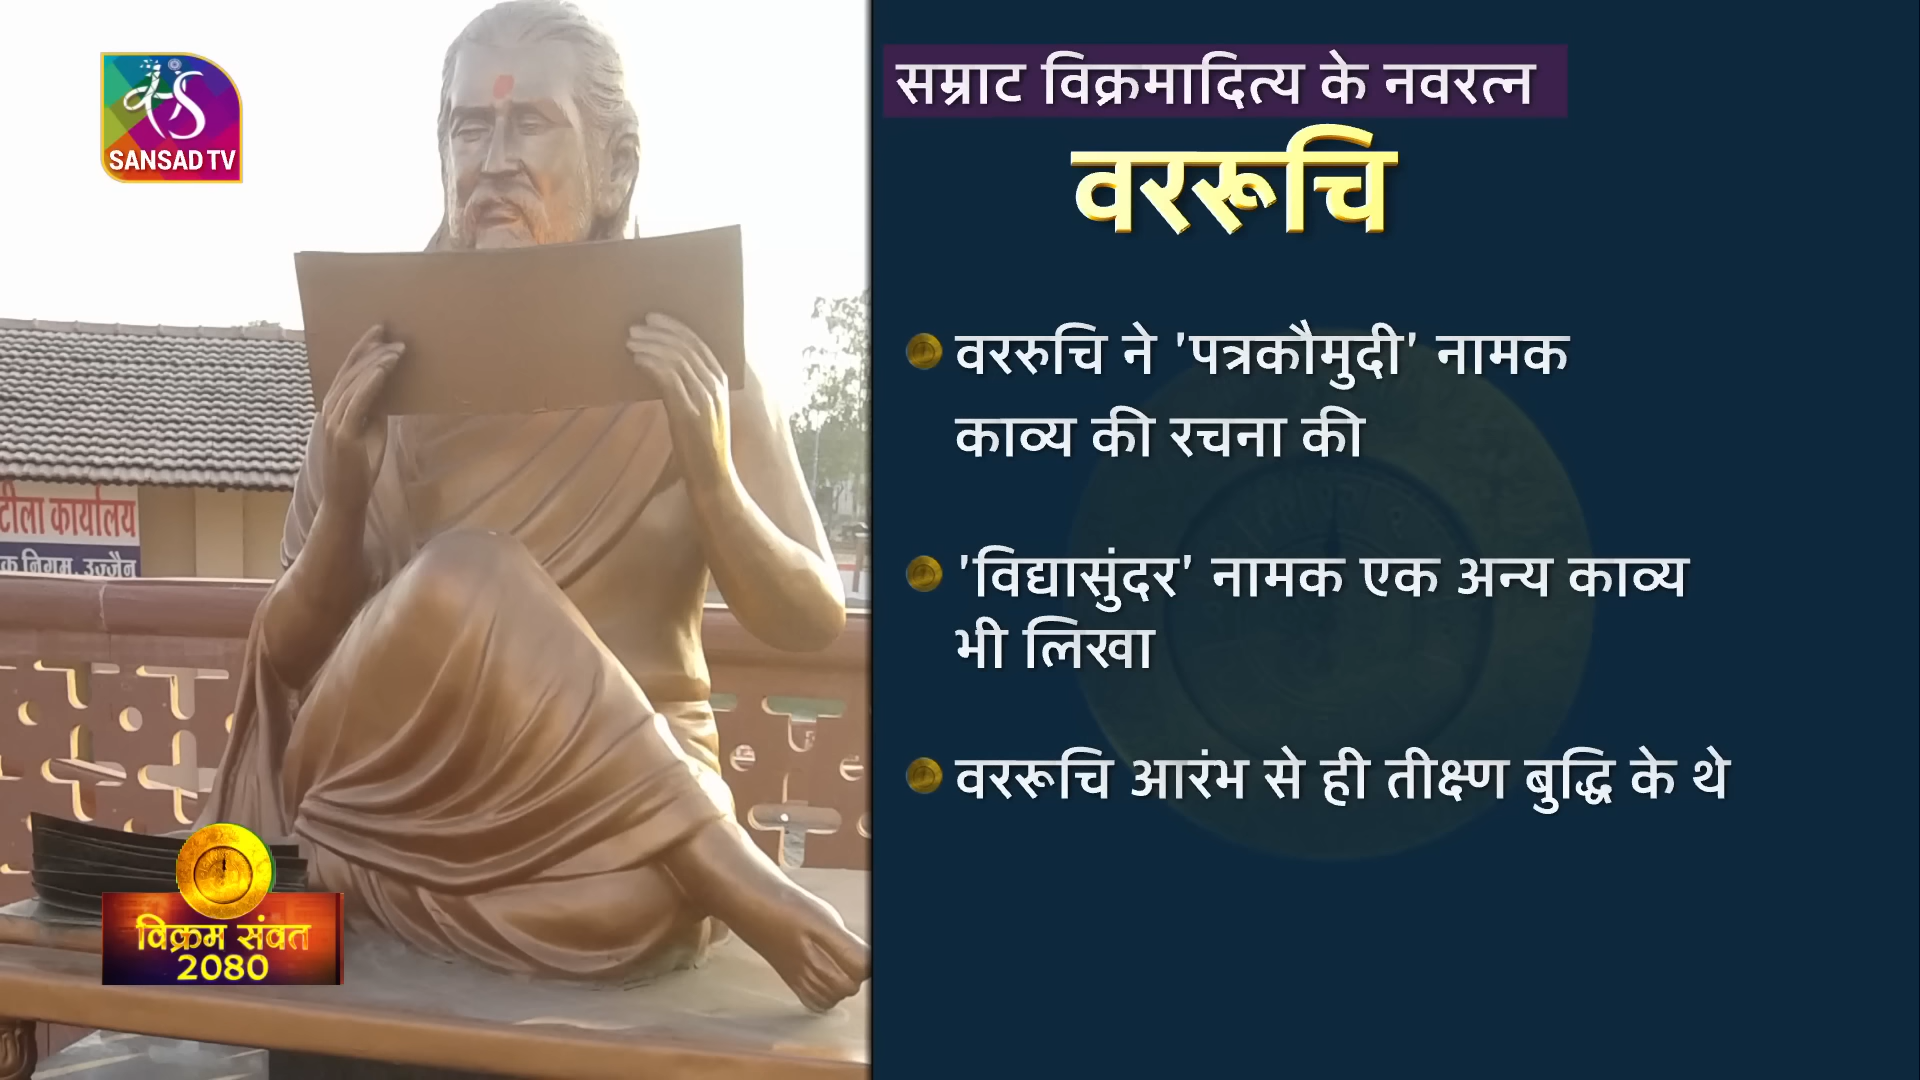 SANSAD TV
सम्राट विक्रमादित्य के नवरत्न
वररूचि
वररुचि ने 'पत्रकौमुदी' नामक
काव्य की रचना की
'विद्यासुंदर' नामक एक अन्य काव्य
भी लिखा
वररूचि आरंभ से ही तीक्ष्ण बुद्धि के थे
टीला कार्यालय
निगम, उज्जैन
विक्रम संवत
2080